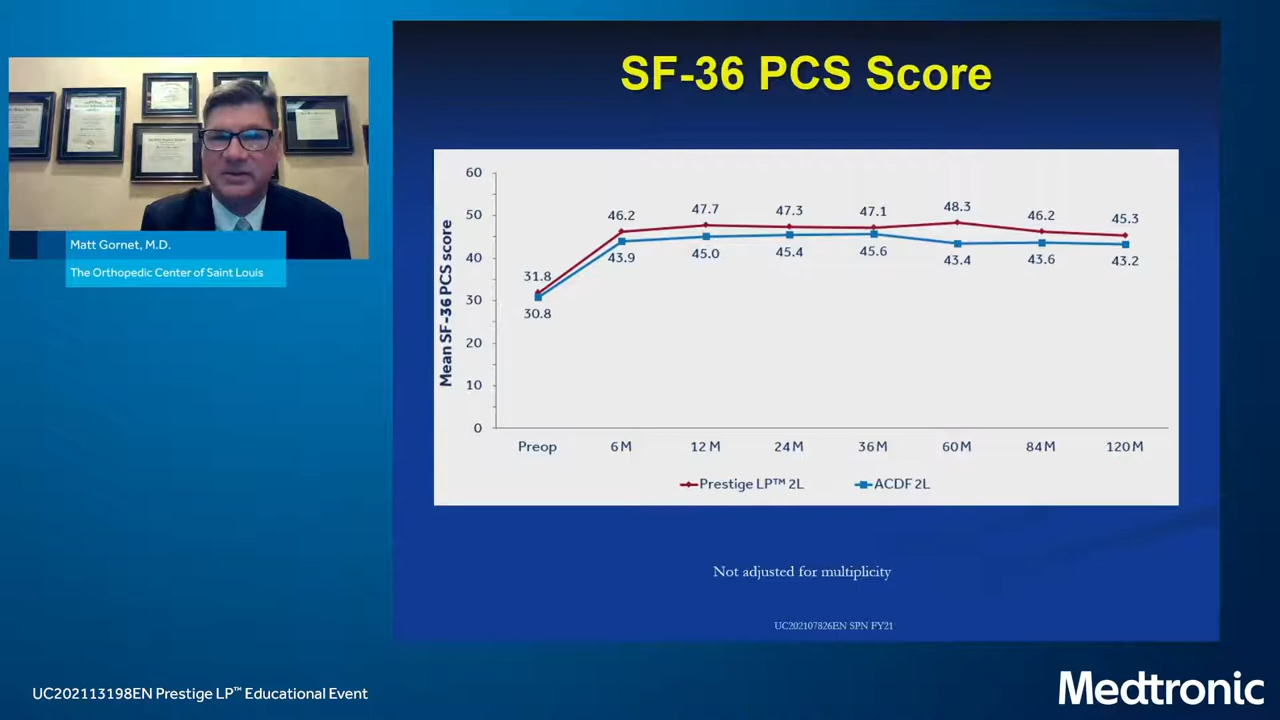 SF-36 PCS Score
Matt Gornet, M.D.
The Orthopedic Center of Saint Louis
Mean SF-36 PCS score
60
50
40
30
20
10
0
31.8
46.2
47.7
47.3
47.1
48.3
46.2
45.3
30.8
43.9
45.0
45.4
45.6
43.4
43.6
43.2
Preop
6 M
12 M
24 M
36 M
60 M
84 M
120 M
Prestige LP™ 2L
ACDF 2L
Not adjusted for multiplicity
UC202107826EN SPN FY21
UC202113198EN Prestige LP™ Educational Event
Medtronic